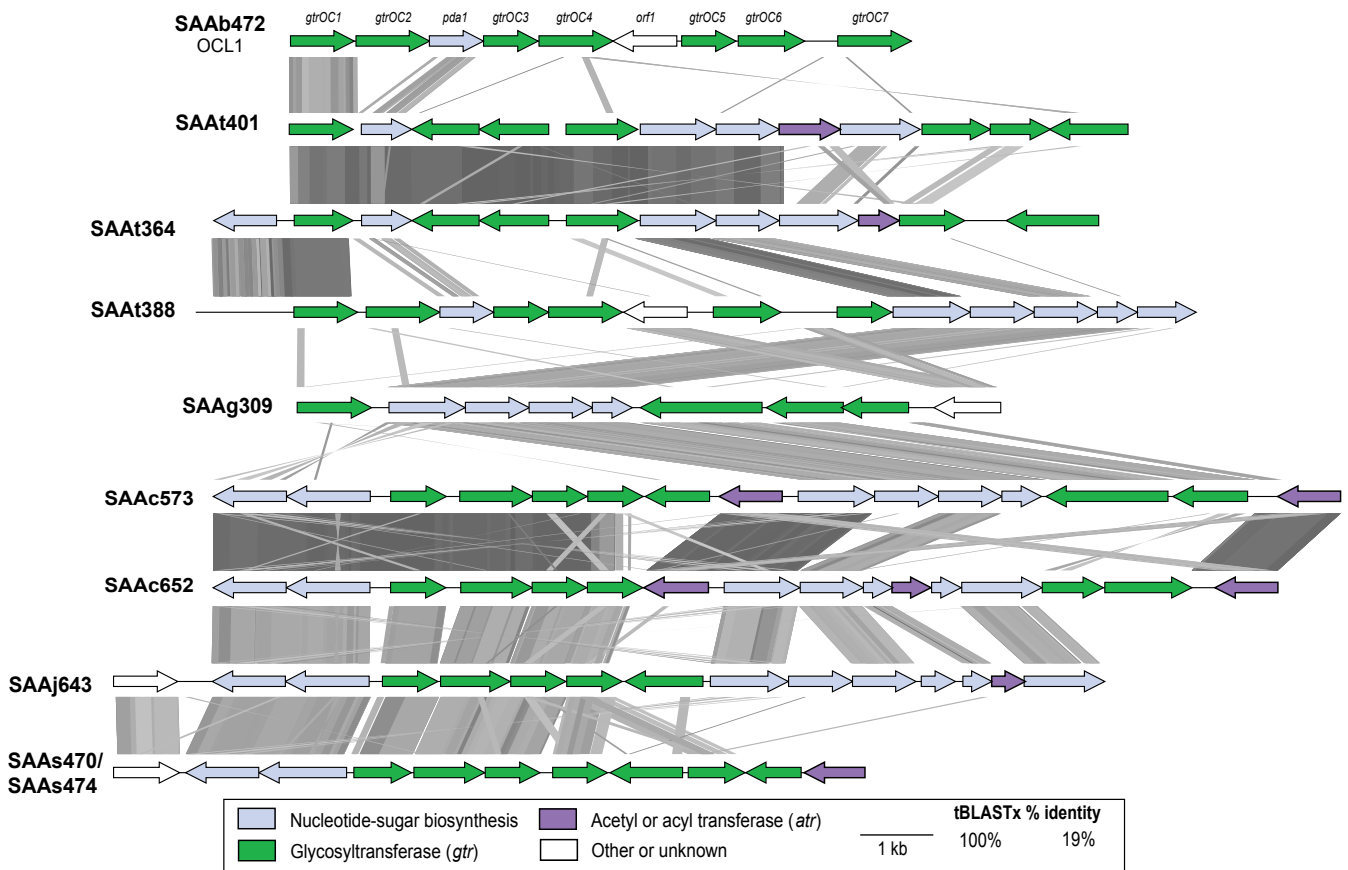 SAAb472
OCL1
gtrOC1 gtrOC2 pda1 gtrOC3 gtrOC4 orf1 gtrOC5 gtrOC6 gtrOC7
SAAt401
SAAt364
SAAt388
SAAg309
SAAc573
SAAc652
SAAj643
SAAs470/
SAAs474
Nucleotide-sugar biosynthesis
Glycosyltransferase (gtr)
Acetyl or acyl transferase (atr)
Other or unknown
1 kb
tBLASTx % identity
100% 19%